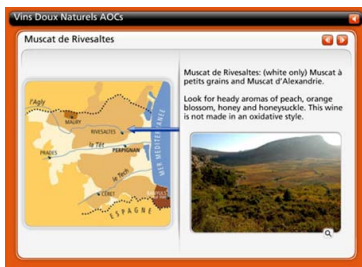 Vins Doux Naturels AOCs
Muscat de Rivesaltes
Muscat de Rivesaltes: (white only) Muscat à
petits grains and Muscat d'Alexandrie.
Look for heady aromas of peach, orange
blossom, honey and honeysuckle. This wine
is not made in an oxidative style.
l'Agly
MAURY
RIVESALTES
la Têt
PRADES
PERPIGNAN
MER MEDITERRANEE
le Tech
CÉRET
ESPAGNE